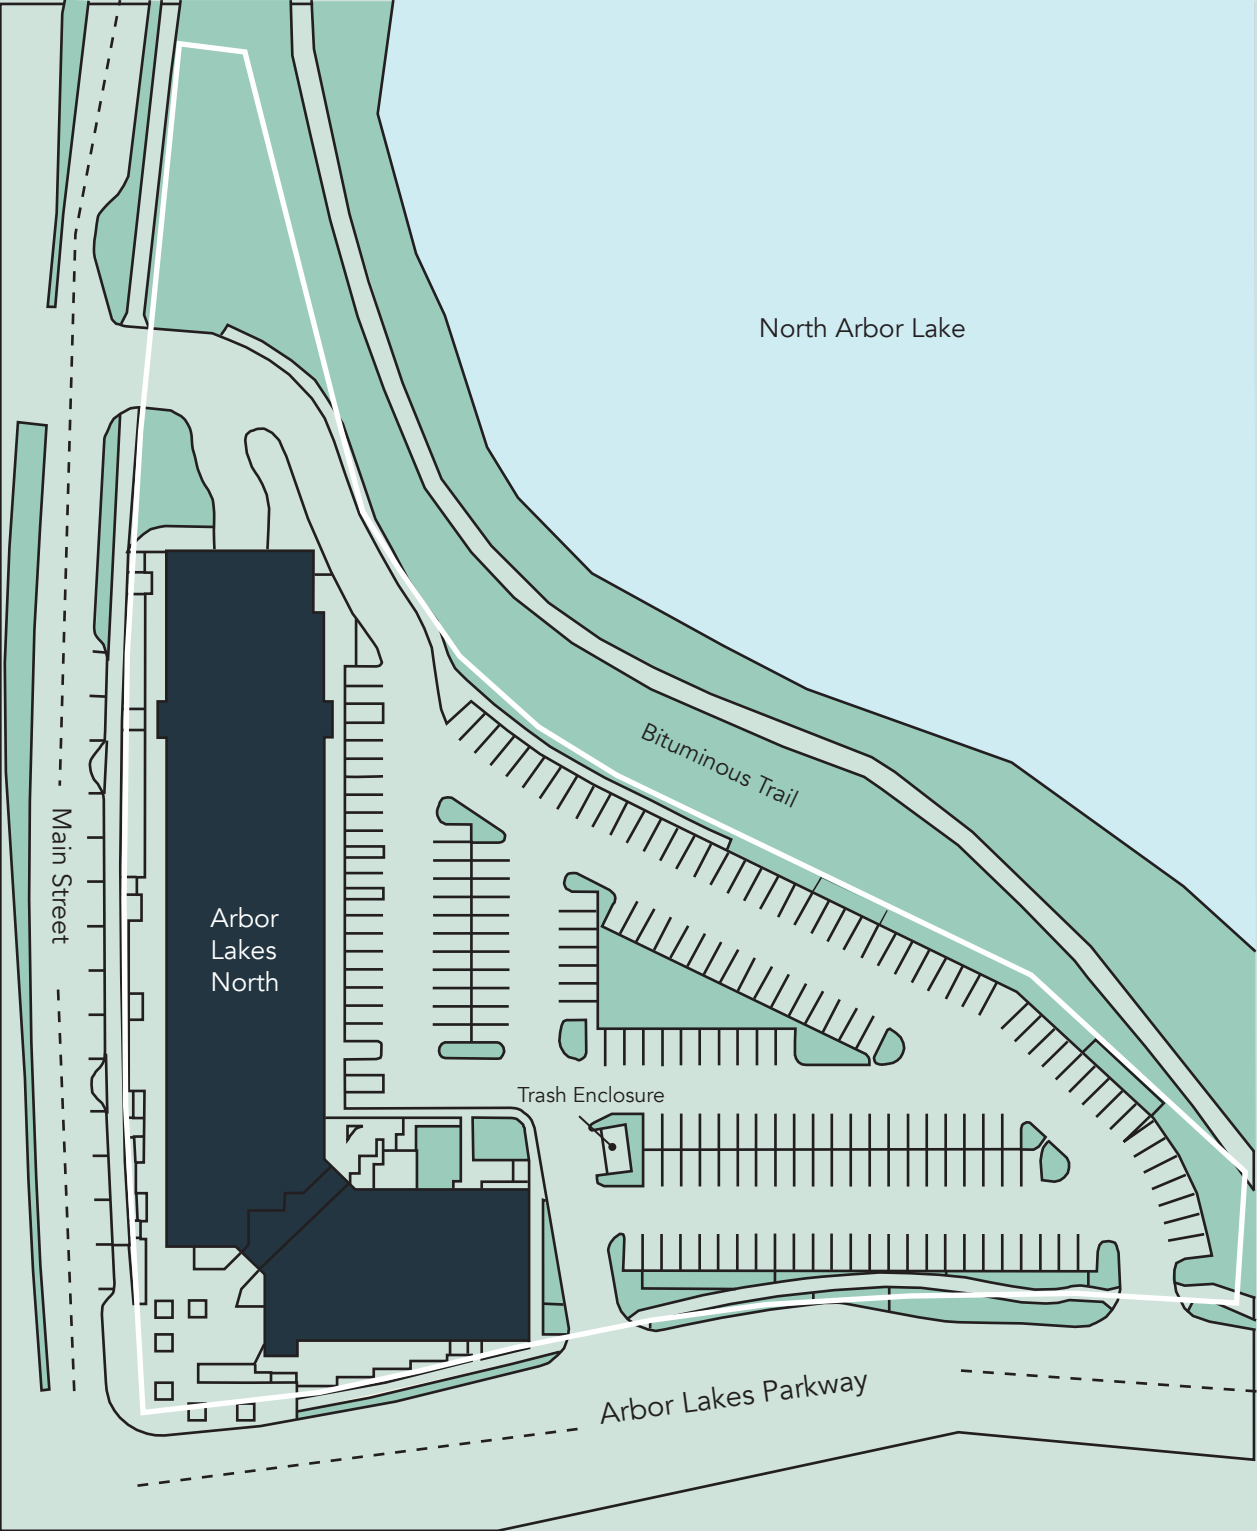 North Arbor Lake
Bituminous Trail
Main Street
Arbor
Lakes
North
Trash Enclosure
Arbor Lakes Parkway